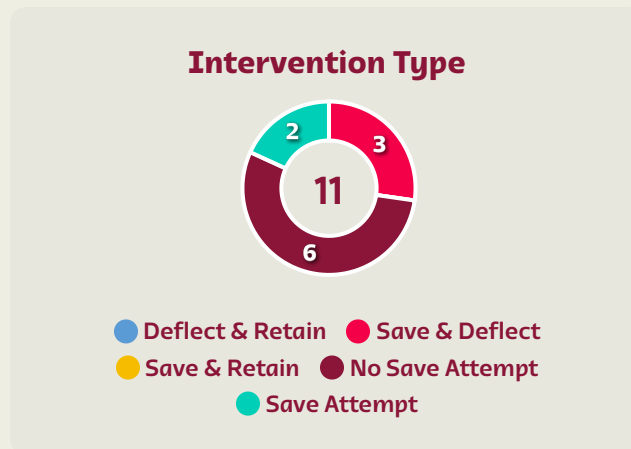 Intervention Type
2
3
11
6
Deflect & Retain
Save & Deflect
Save & Retain
No Save Attempt
Save Attempt